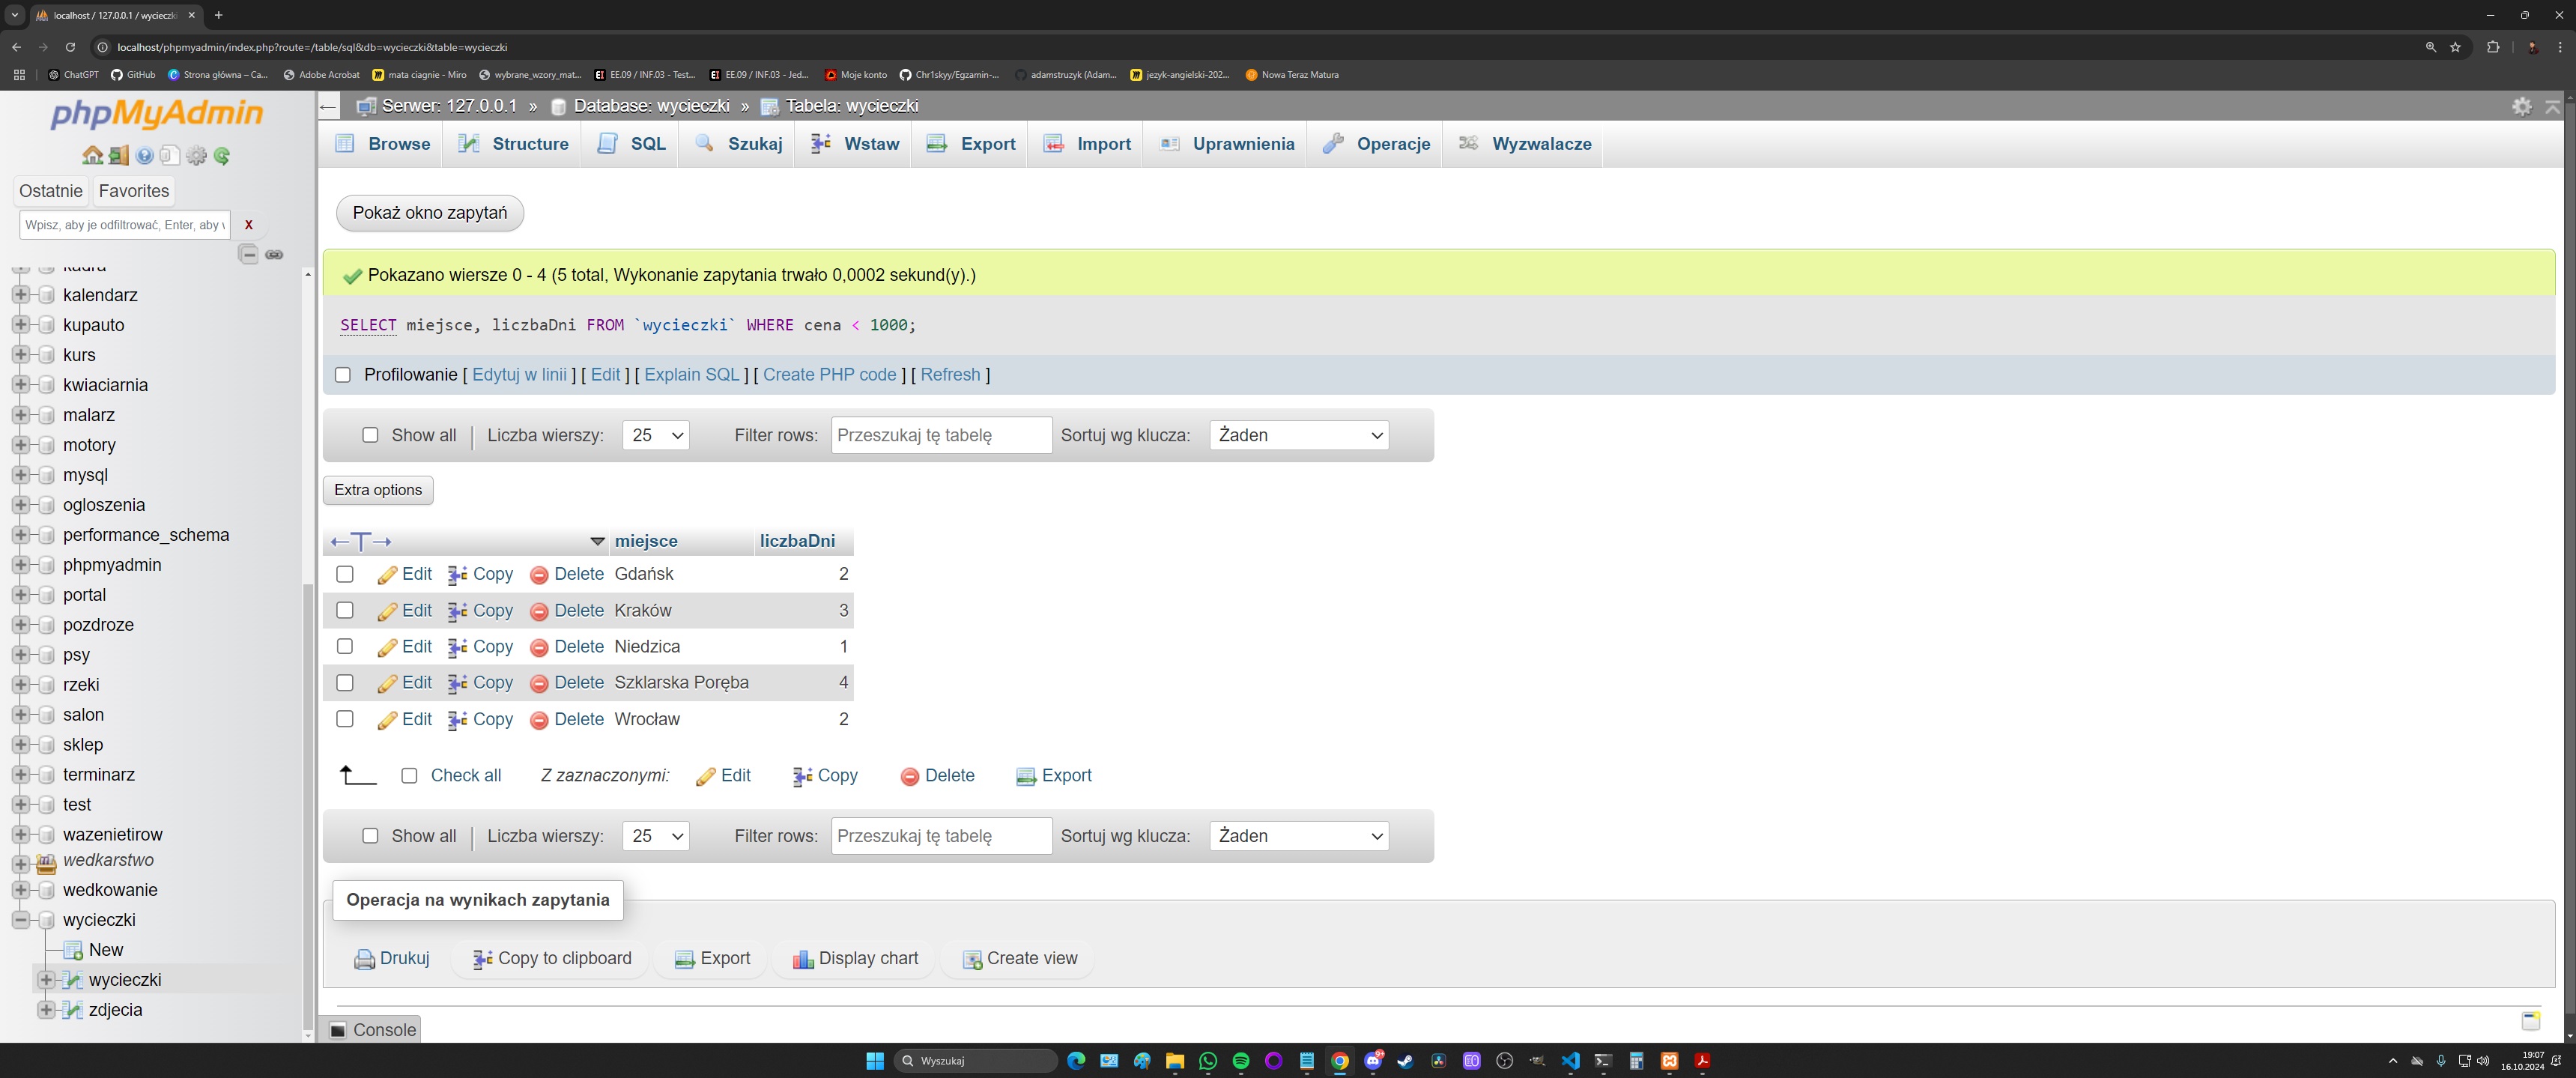 localhost / 127.0.0.1 / wycieczki
localhost/phpmyadmin/index.php?route=/table/sql&db=wycieczki&table=wycieczki
ChatGPT GitHub Strona główna – Ca... Adobe Acrobat mata ciagnie - Miro wybrane_wzory_mat... EE.09 / INF.03 - Test... EE.09 / INF.03 - Jed... Moje konto Chr1skyy/Egzamin-... adamstruzyk (Adam... jezyk-angielski-202... Nowa Teraz Matura
phpMyAdmin
Ostatnie Favorites
Wpisz, aby je odfiltrować, Enter, aby w X
kadra
kalendarz
kupauto
kurs
kwiaciarnia
malarz
motory
mysql
ogloszenia
performance_schema
phpmyadmin
portal
pozdroze
psy
rzeki
salon
sklep
terminarz
test
wazenietirow
wedkarstwo
wedkowanie
wycieczki
New
wycieczki
zdjecia
Serwer: 127.0.0.1 » Database: wycieczki » Tabela: wycieczki
Browse Structure SQL Szukaj Wstaw Export Import Uprawnienia Operacje Wyzwalacze
Pokaż okno zapytań
Pokazano wiersze 0 - 4 (5 total, Wykonanie zapytania trwało 0,0002 sekund(y).)
SELECT miejsce, liczbaDni FROM `wycieczki` WHERE cena < 1000;
Profilowanie [ Edytuj w linii ] [ Edit ] [ Explain SQL ] [ Create PHP code ] [ Refresh ]
Show all | Liczba wierszy: 25 Filter rows: Przeszukaj tę tabelę Sortuj wg klucza: Żaden
Extra options
←T→ miejsce liczbaDni
Edit Copy Delete Gdańsk 2
Edit Copy Delete Kraków 3
Edit Copy Delete Niedzica 1
Edit Copy Delete Szklarska Poręba 4
Edit Copy Delete Wrocław 2
Check all Z zaznaczonymi: Edit Copy Delete Export
Show all | Liczba wierszy: 25 Filter rows: Przeszukaj tę tabelę Sortuj wg klucza: Żaden
Operacja na wynikach zapytania
Drukuj Copy to clipboard Export Display chart Create view
Console
Wyszukaj
19:07
16.10.2024